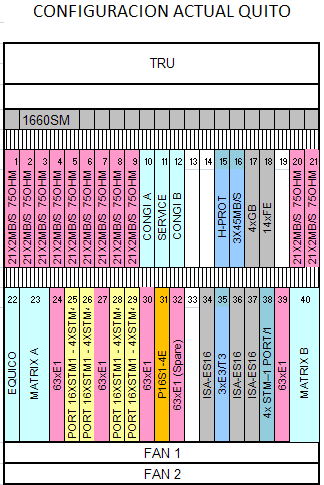 CONFIGURACION ACTUAL QUITO
TRU
1660SM
1 2 3 4 5 6 7 8 9 10 11 12 13 14 15 16 17 18 19 20 21
21X2MB/S 75OHM
21X2MB/S 75OHM
21X2MB/S 75OHM
21X2MB/S 75OHM
21X2MB/S 75OHM
21X2MB/S 75OHM
21X2MB/S 75OHM
21X2MB/S 75OHM
21X2MB/S 75OHM
CONGI A
SERVICE
CONGI B
H-PROT
3X45MB/S
4xGB
14xFE
21X2MB/S 75OHM
21X2MB/S 75OHM
22 23 24 25 26 27 28 29 30 31 32 33 34 35 36 37 38 39 40
EQUICO
MATRIX A
63xE1
PORT 16XSTM1 - 4XSTM-
PORT 16XSTM1 - 4XSTM-
63xE1
PORT 16XSTM1 - 4XSTM-
PORT 16XSTM1 - 4XSTM-
63xE1
P16S1-4E
63xE1 (Spare)
ISA-ES16
3xE3/T3
ISA-ES16
ISA-ES16
4x STM-1 PORT/1
63xE1
MATRIX B
FAN 1
FAN 2